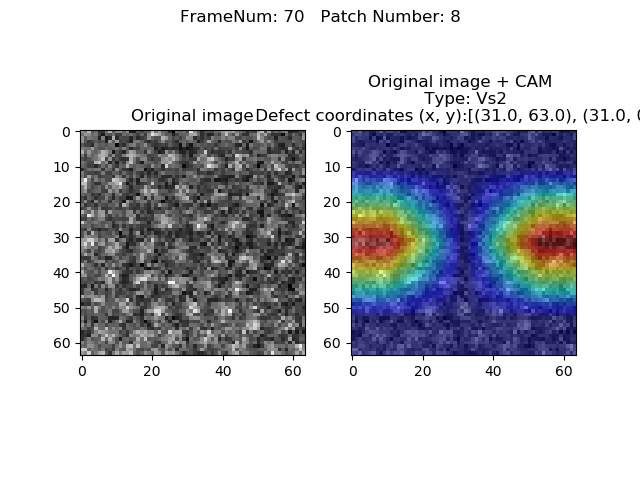 FrameNum: 70   Patch Number: 8
Original image + CAM
Type: Vs2
Original image
Defect coordinates (x, y):[(31.0, 63.0), (31.0, 0
0
10
20
30
40
50
60
0 20 40 60
0
10
20
30
40
50
60
0 20 40 60